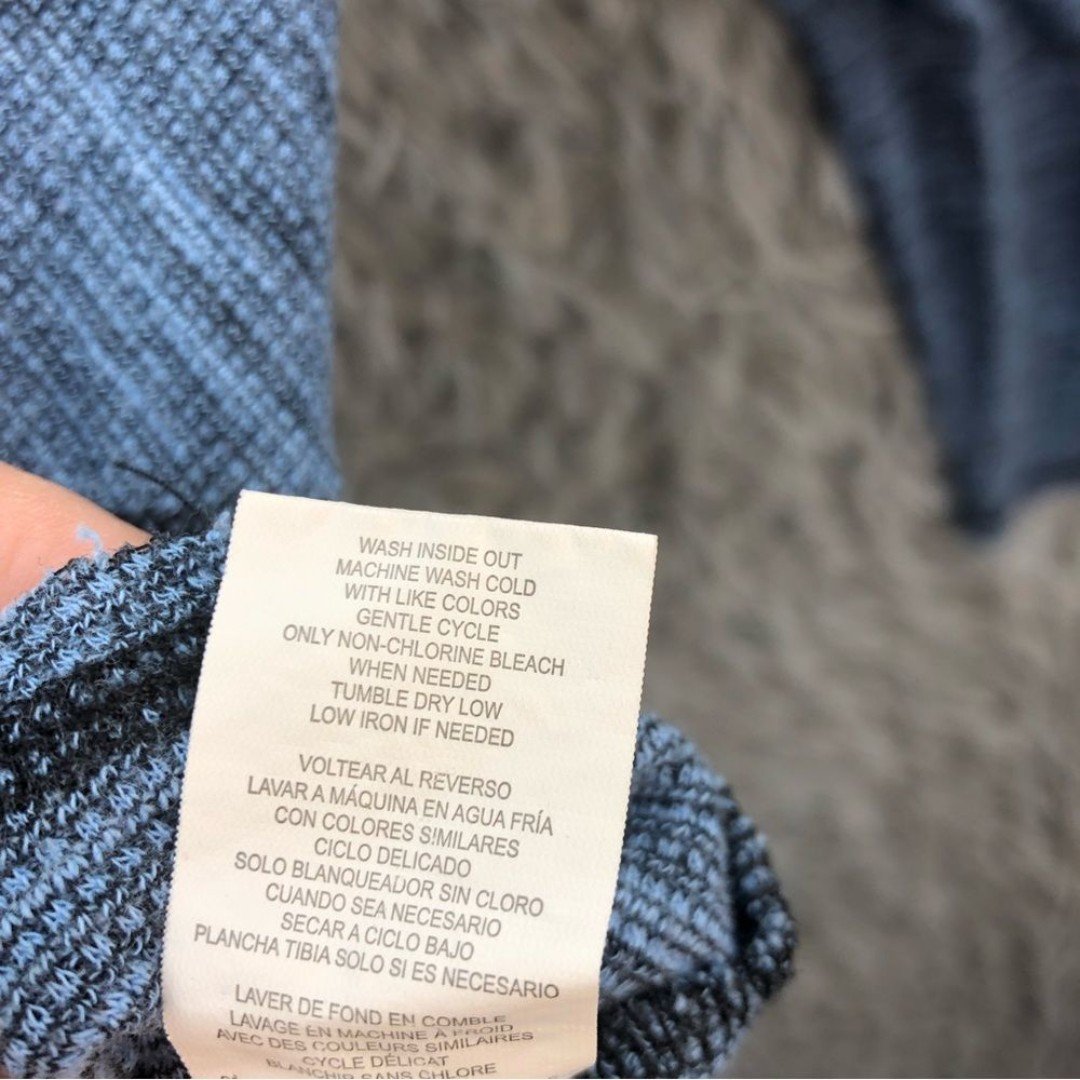 WASH INSIDE OUT
MACHINE WASH COLD
WITH LIKE COLORS
GENTLE CYCLE
ONLY NON-CHLORINE BLEACH
WHEN NEEDED
TUMBLE DRY LOW
LOW IRON IF NEEDED
VOLTEAR AL REVERSO
LAVAR A MÁQUINA EN AGUA FRÍA
CON COLORES SIMILARES
CICLO DELICADO
SOLO BLANQUEADOR SIN CLORO
CUANDO SEA NECESARIO
SECAR A CICLO BAJO
PLANCHA TIBIA SOLO SI ES NECESARIO
LAVER DE FOND EN COMBLE
LAVAGE EN MACHINE A FROID
AVEC DES COULEURS SIMILAIRES
CYCLE DÉLICAT
BLANCHIR SANS CHLORE